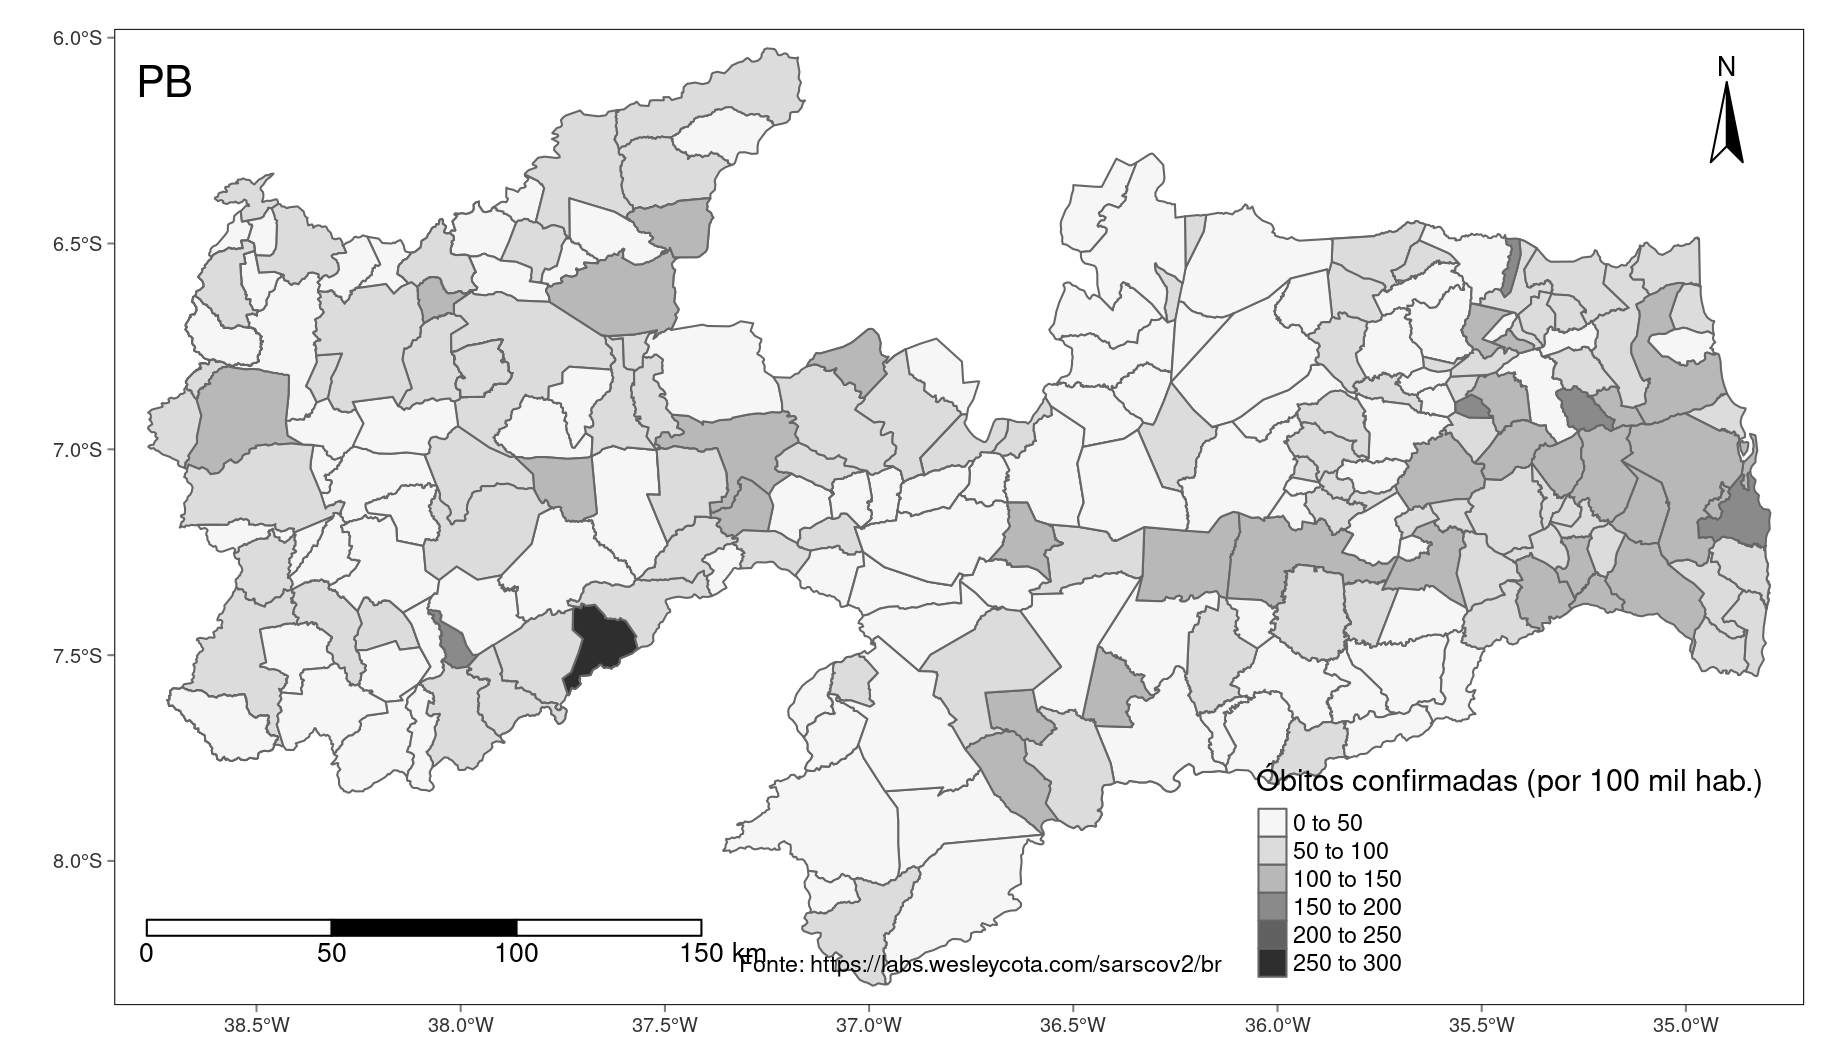 6.0°S
PB
N
6.5°S
7.0°S
7.5°S
8.0°S
Óbitos confirmadas (por 100 mil hab.)
0 to 50
50 to 100
100 to 150
150 to 200
200 to 250
250 to 300
0 50 100 150 km
Fonte: https://labs.wesleycota.com/sarscov2/br
38.5°W 38.0°W 37.5°W 37.0°W 36.5°W 36.0°W 35.5°W 35.0°W